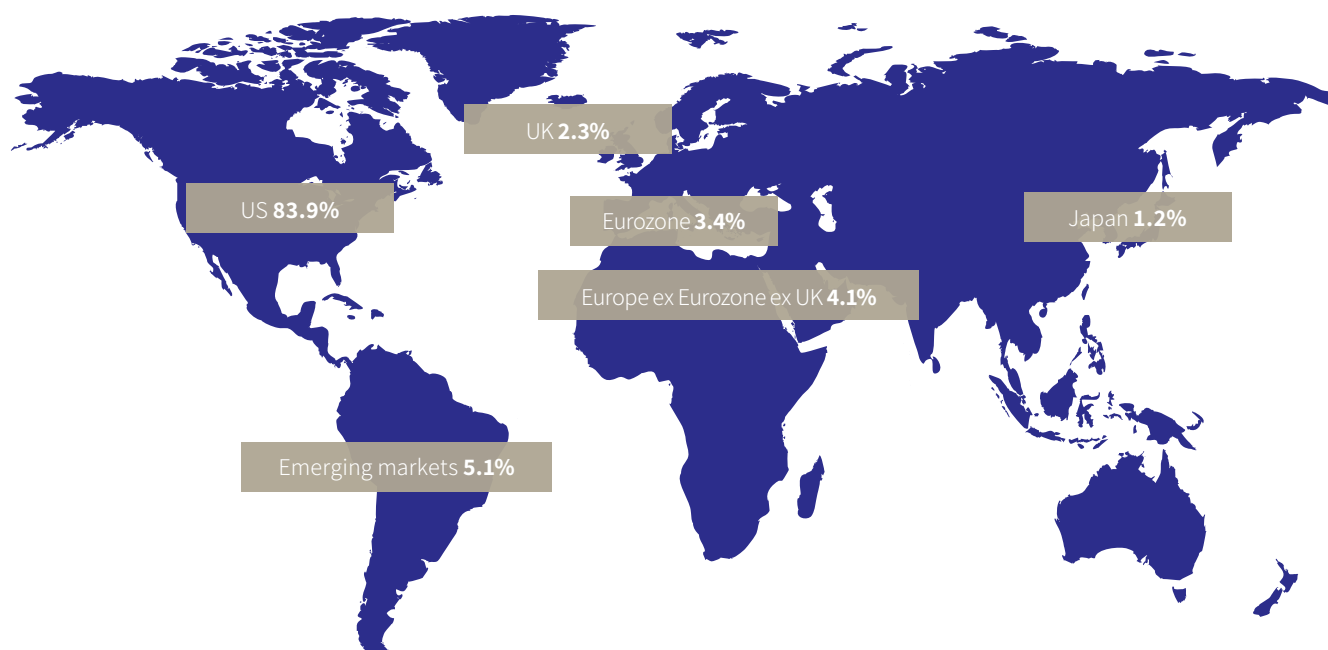 UK 2.3%
US 83.9%
Eurozone 3.4%
Japan 1.2%
Europe ex Eurozone ex UK 4.1%
Emerging markets 5.1%